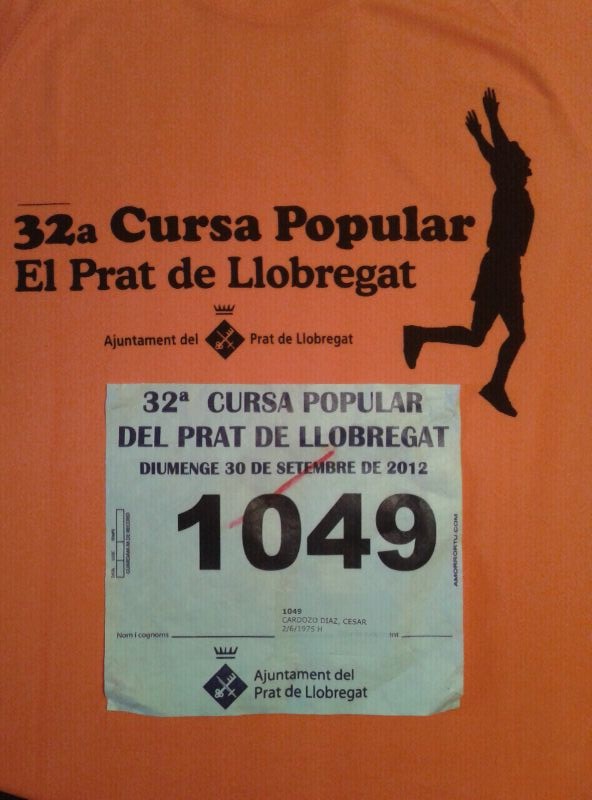 32a Cursa Popular
El Prat de Llobregat
Ajuntament del Prat de Llobregat
32ª CURSA POPULAR
DEL PRAT DE LLOBREGAT
DIUMENGE 30 DE SETEMBRE DE 2012
1049
AMORRORTU.COM
1049
CARDOZO DIAZ, CESAR
2/6/1975 H
Nom i cognoms
Ajuntament del
Prat de Llobregat